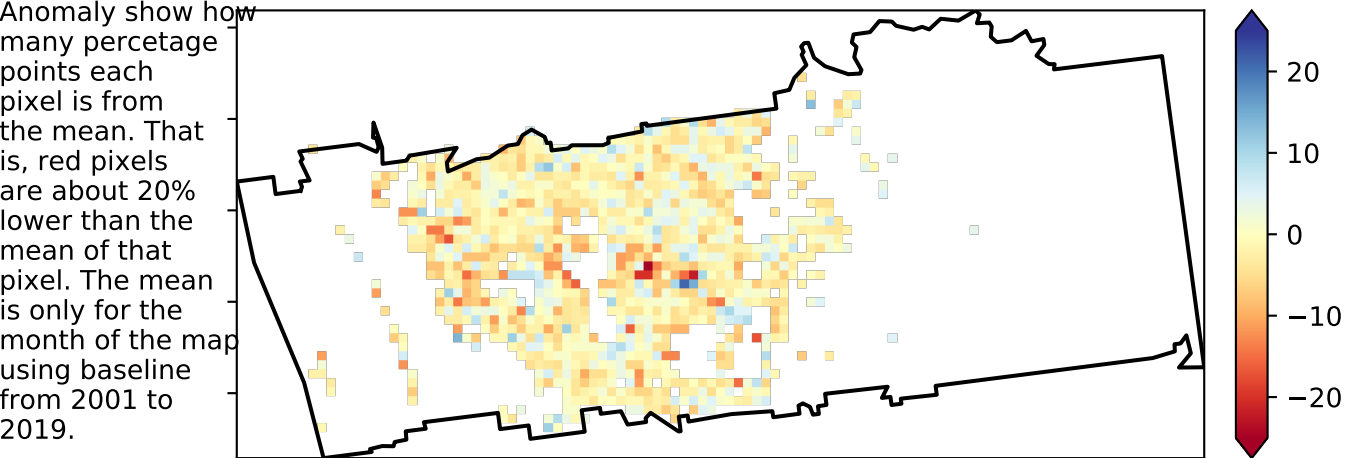 Anomaly show how
many percetage
points each
pixel is from
the mean. That
is, red pixels
are about 20%
lower than the
mean of that
pixel. The mean
is only for the
month of the map
using baseline
from 2001 to
2019.
20
10
0
−10
−20